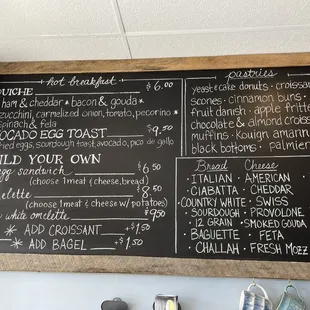 hot breakfast
QUICHE $6.00
ham & cheddar * bacon & gouda *
zucchini, carmelized onion, tomato, pecorino *
spinach & feta
AVOCADO EGG TOAST $9.50
fried eggs, sourdough toast, avocado, pico de gallo
BUILD YOUR OWN
egg sandwich $6.50
(choose 1 meat & cheese, bread)
omelette 8.50
(choose 1 meat & cheese w/ potatoes)
egg white omelette $9.50
* ADD CROISSANT +$1.50
* ADD BAGEL +$1.50
pastries
yeast & cake donuts · croissants
scones · cinnamon buns ·
fruit danish · apple fritter
chocolate & almond croissant
muffins · Kouign amann
black bottoms · palmier
Bread Cheese
· ITALIAN · AMERICAN
· CIABATTA · CHEDDAR
· COUNTRY WHITE · SWISS
· SOURDOUGH · PROVOLONE
· 12 GRAIN · SMOKED GOUDA
· BAGUETTE · FETA
· CHALLAH · FRESH MOZZ